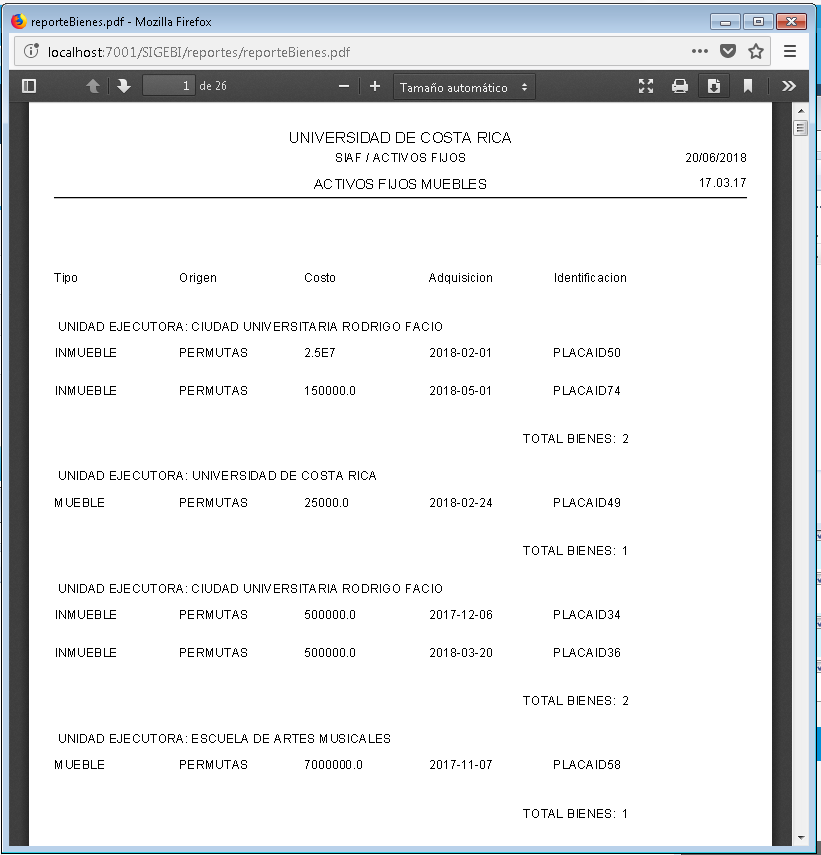 reporteBienes.pdf - Mozilla Firefox
localhost:7001/SIGEBI/reportes/reporteBienes.pdf
1 de 26 Tamaño automático
UNIVERSIDAD DE COSTA RICA
SIAF / ACTIVOS FIJOS 20/06/2018
ACTIVOS FIJOS MUEBLES 17.03.17
Tipo Origen Costo Adquisicion Identificacion
UNIDAD EJECUTORA: CIUDAD UNIVERSITARIA RODRIGO FACIO
INMUEBLE PERMUTAS 2.5E7 2018-02-01 PLACAID50
INMUEBLE PERMUTAS 150000.0 2018-05-01 PLACAID74
TOTAL BIENES: 2
UNIDAD EJECUTORA: UNIVERSIDAD DE COSTA RICA
MUEBLE PERMUTAS 25000.0 2018-02-24 PLACAID49
TOTAL BIENES: 1
UNIDAD EJECUTORA: CIUDAD UNIVERSITARIA RODRIGO FACIO
INMUEBLE PERMUTAS 500000.0 2017-12-06 PLACAID34
INMUEBLE PERMUTAS 500000.0 2018-03-20 PLACAID36
TOTAL BIENES: 2
UNIDAD EJECUTORA: ESCUELA DE ARTES MUSICALES
MUEBLE PERMUTAS 7000000.0 2017-11-07 PLACAID58
TOTAL BIENES: 1